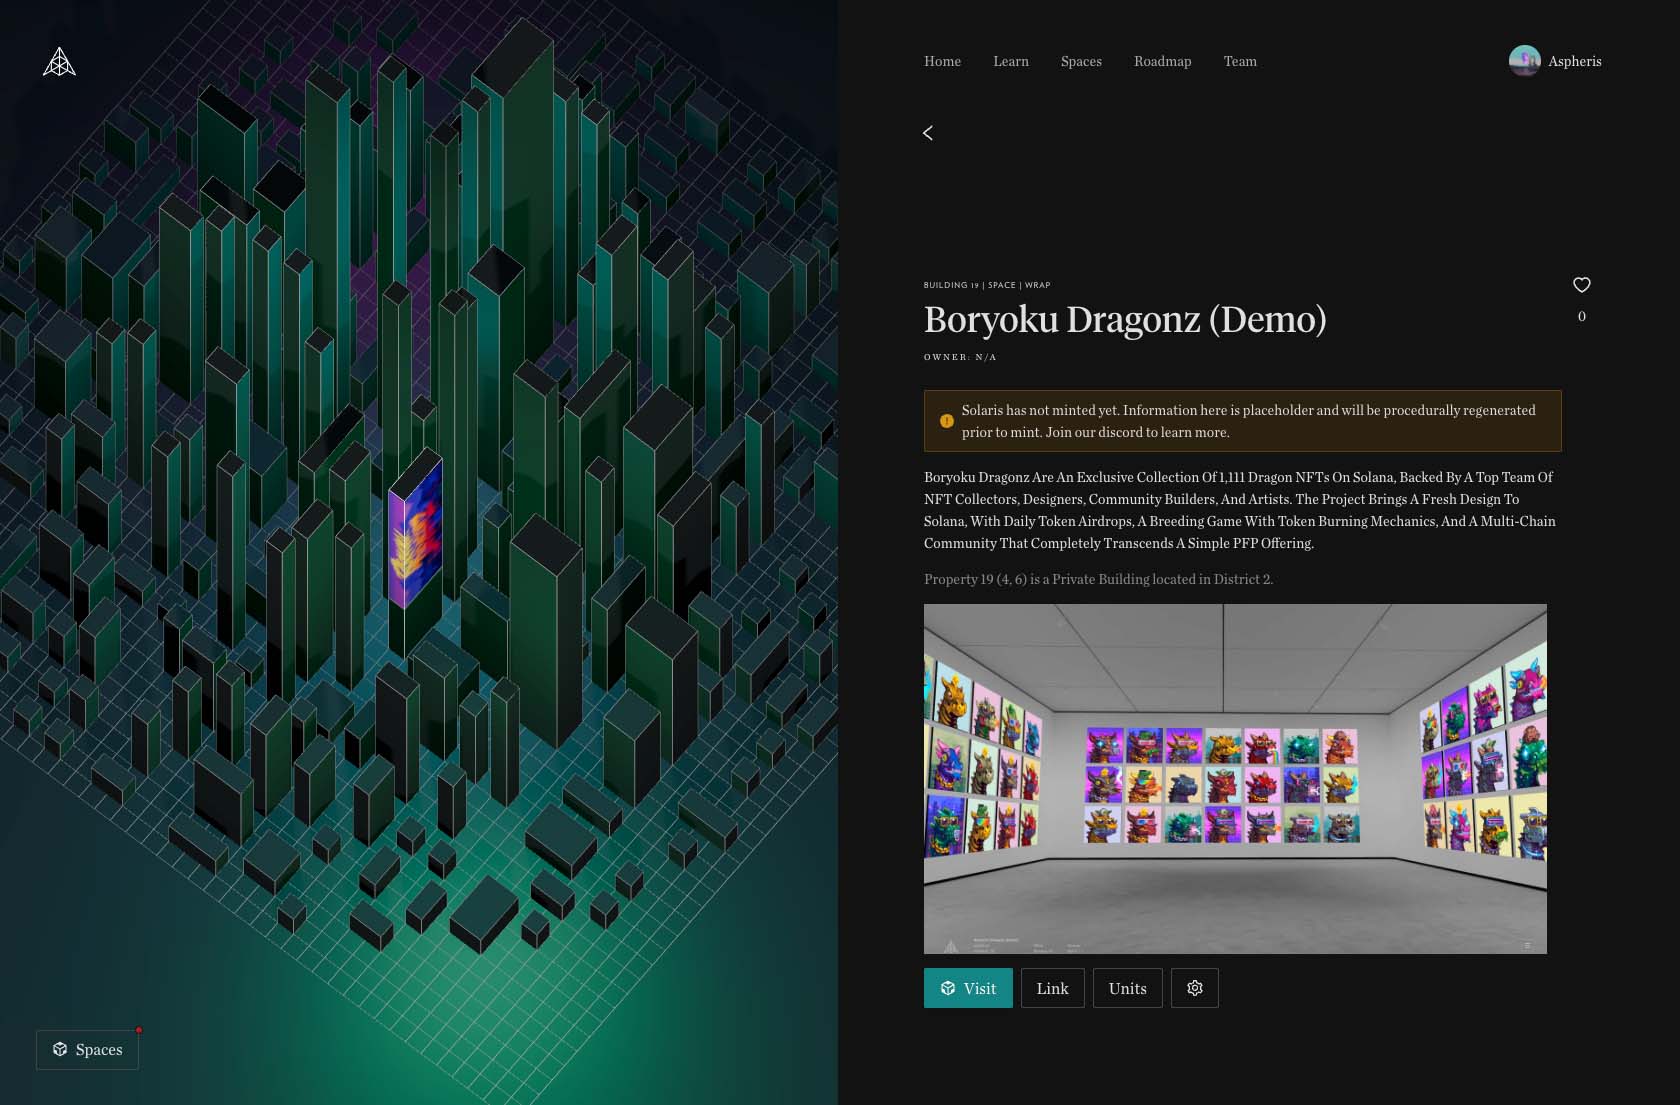 Home Learn Spaces Roadmap Team
Aspheris
BUILDING 19 | SPACE | WRAP
Boryoku Dragonz (Demo)
0
OWNER: N/A
Solaris has not minted yet. Information here is placeholder and will be procedurally regenerated
prior to mint. Join our discord to learn more.
Boryoku Dragonz Are An Exclusive Collection Of 1,111 Dragon NFTs On Solana, Backed By A Top Team Of
NFT Collectors, Designers, Community Builders, And Artists. The Project Brings A Fresh Design To
Solana, With Daily Token Airdrops, A Breeding Game With Token Burning Mechanics, And A Multi-Chain
Community That Completely Transcends A Simple PFP Offering.
Property 19 (4, 6) is a Private Building located in District 2.
Visit Link Units
Spaces